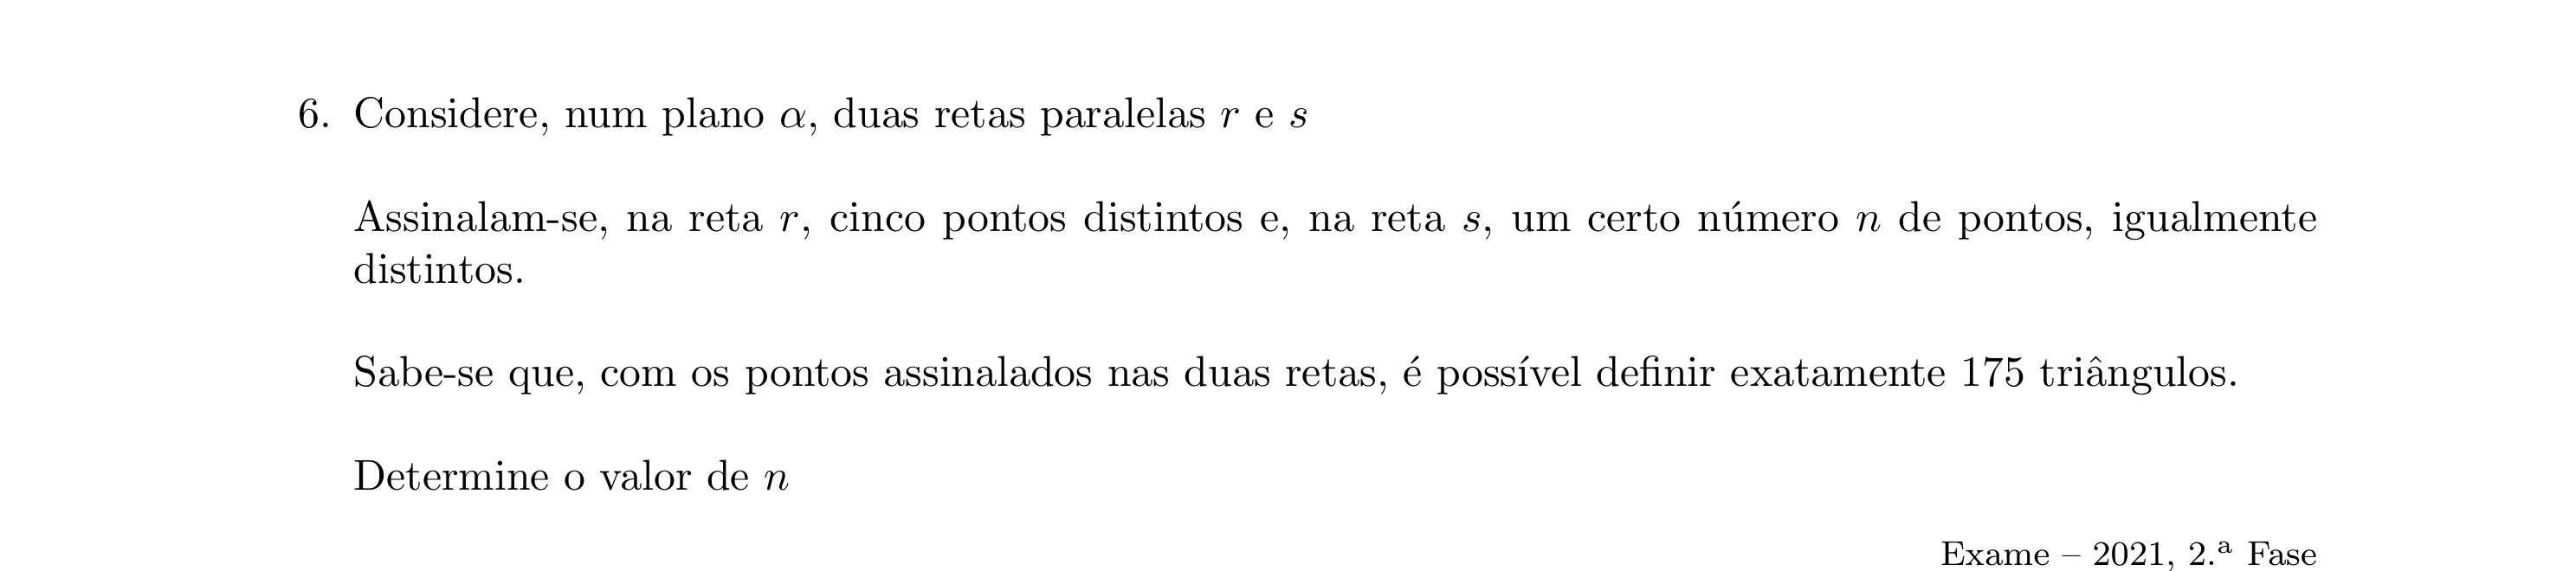 6. Considere, num plano α, duas retas paralelas r e s
Assinalam-se, na reta r, cinco pontos distintos e, na reta s, um certo número n de pontos, igualmente
distintos.
Sabe-se que, com os pontos assinalados nas duas retas, é possível definir exatamente 175 triângulos.
Determine o valor de n
Exame – 2021, 2.ª Fase